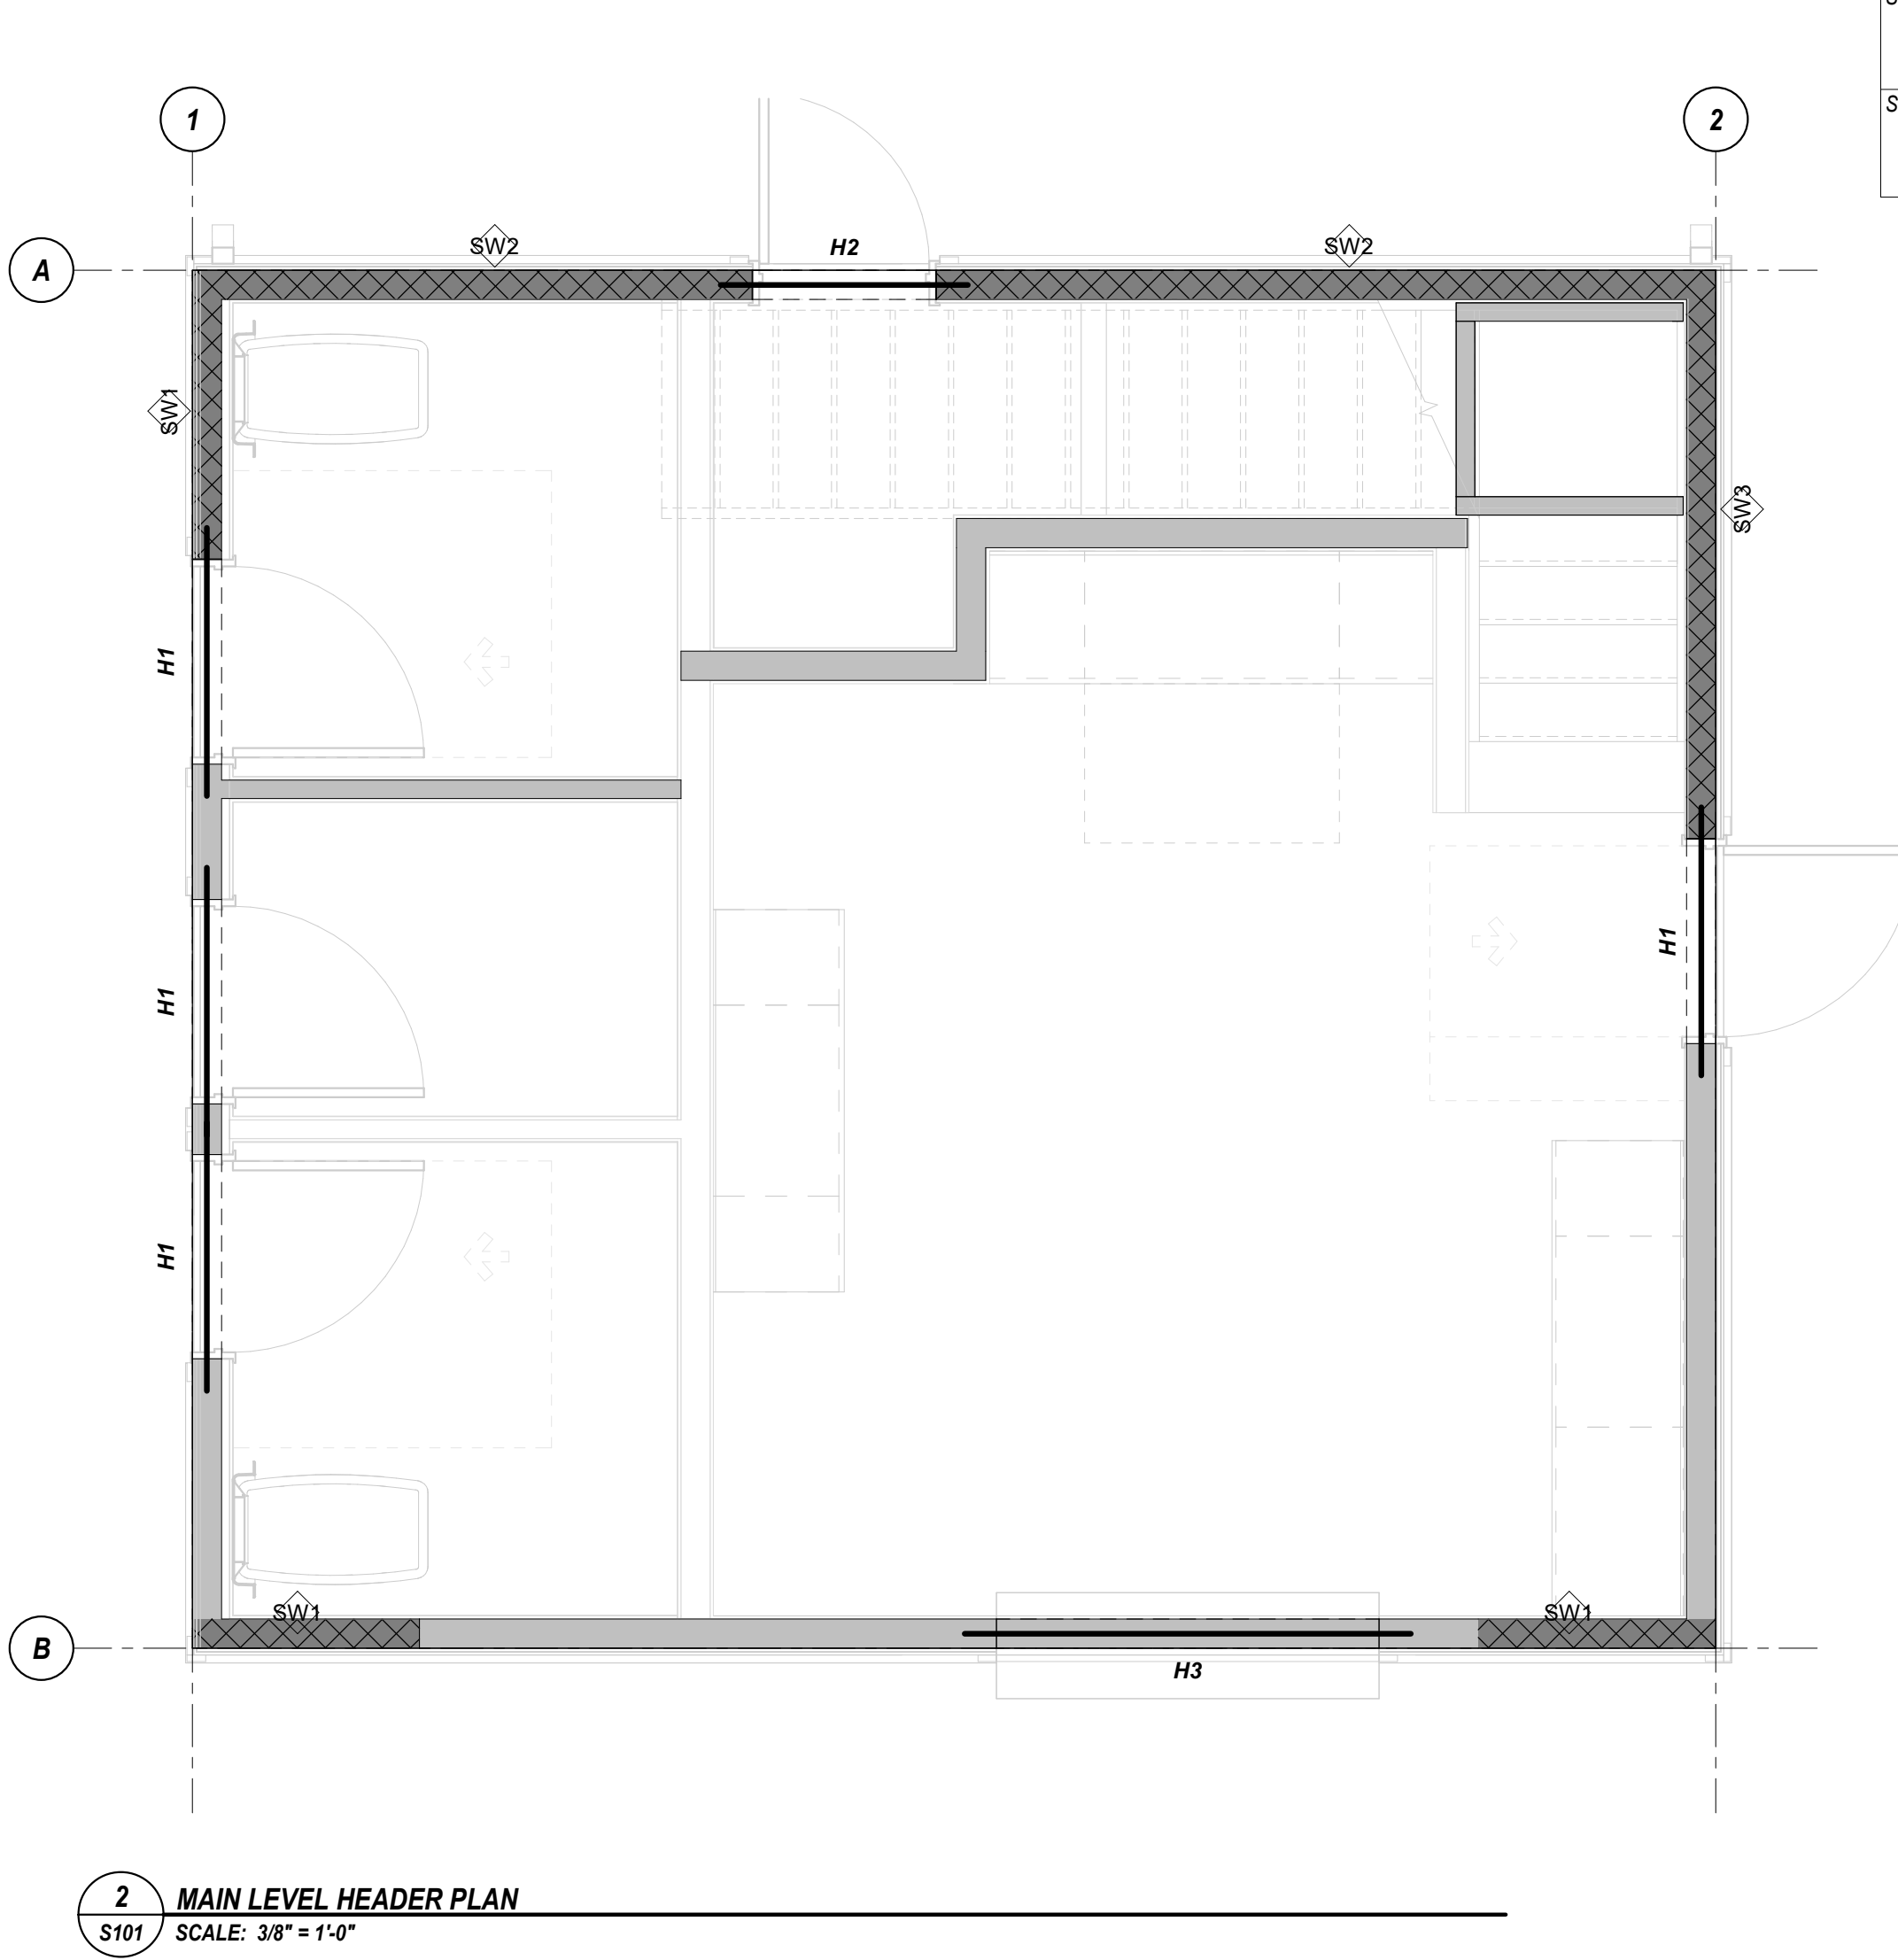 S
S
1
2
A
SW2
H2
SW2
SW1
SW3
H1
H1
H1
H1
SW1
SW1
B
H3
2
MAIN LEVEL HEADER PLAN
S101
SCALE: 3/8" = 1'-0"